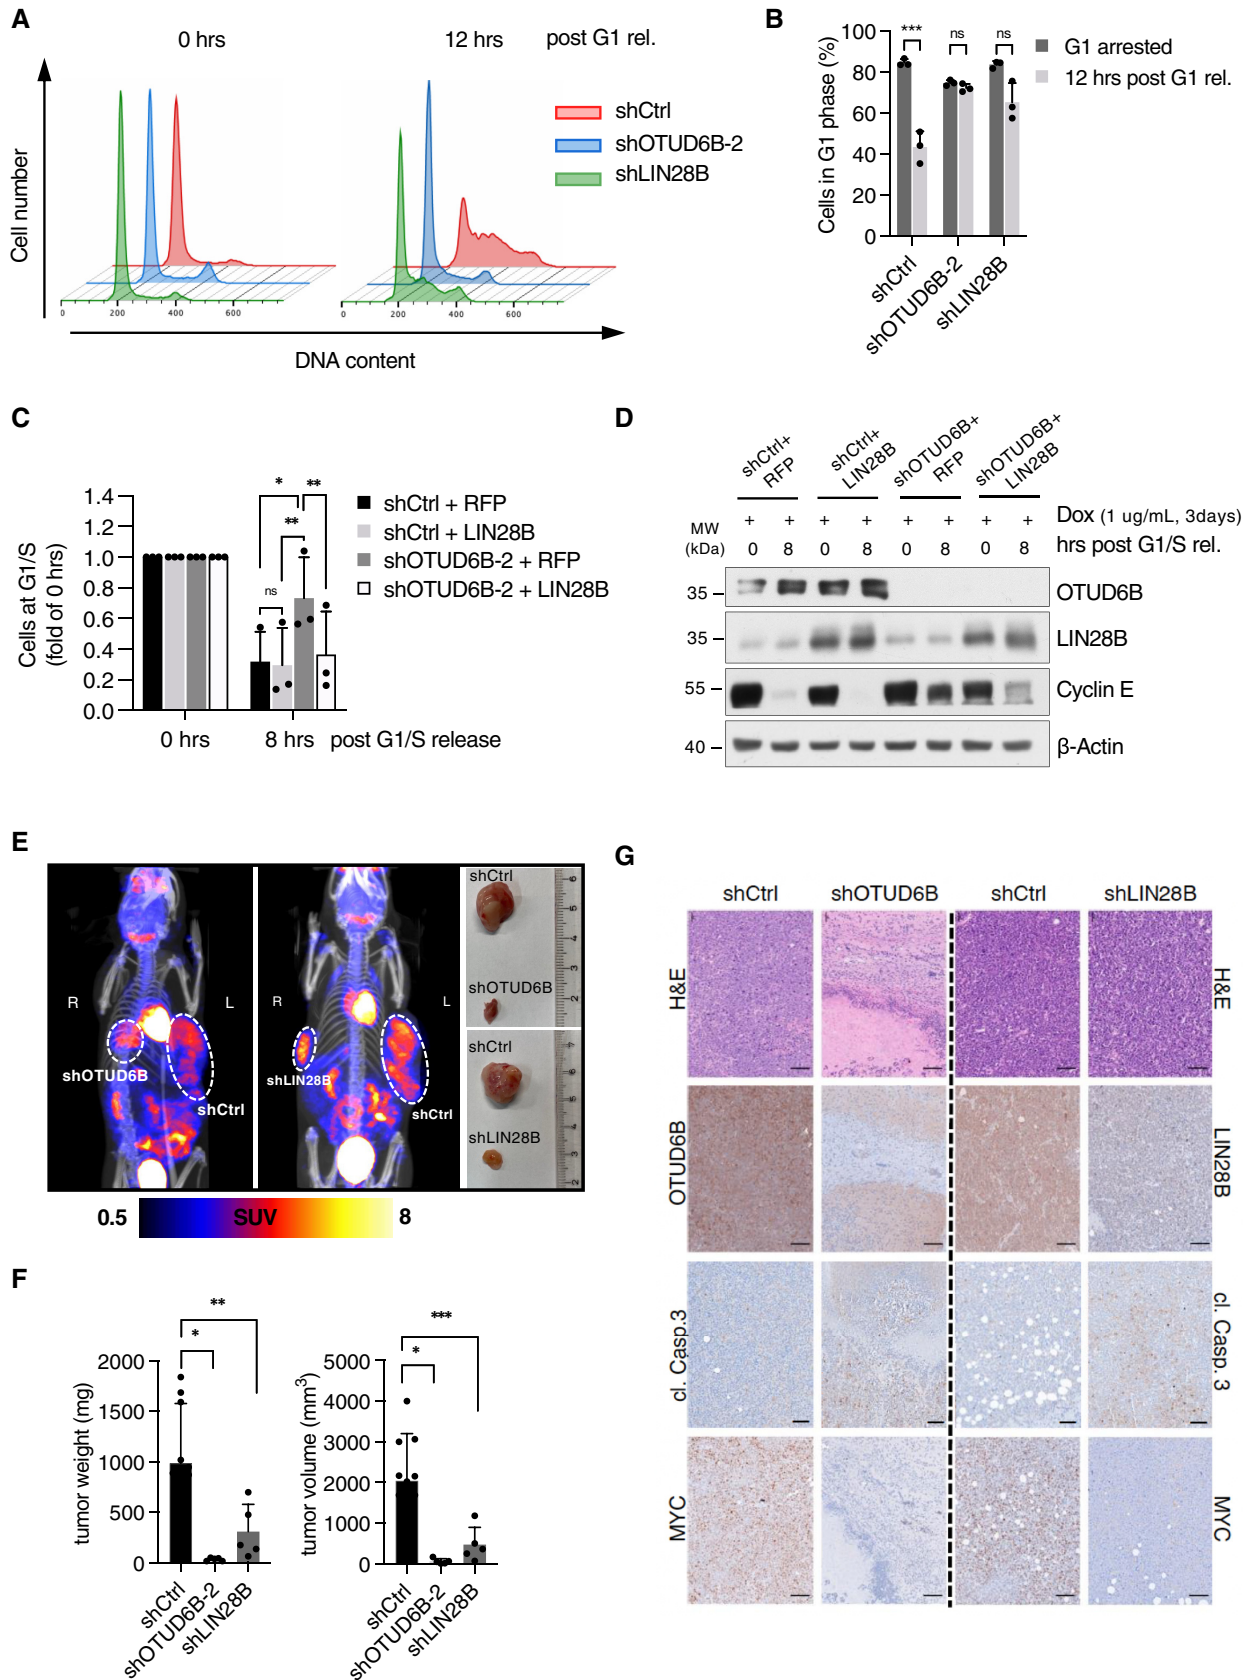 A
0 hrs
12 hrs
post G1 rel.
shCtrl
shOTUD6B-2
shLIN28B
Cell number
0 200 400 600
0 200 400 600
DNA content
B
Cells in G1 phase (%)
100
80
60
40
20
0
***
ns
ns
G1 arrested
12 hrs post G1 rel.
shCtrl
shOTUD6B-2
shLIN28B
C
Cells at G1/S
(fold of 0 hrs)
1.4
1.2
1.0
0.8
0.6
0.4
0.2
0.0
*
**
**
ns
shCtrl + RFP
shCtrl + LIN28B
shOTUD6B-2 + RFP
shOTUD6B-2 + LIN28B
0 hrs
8 hrs
post G1/S release
D
shCtrl+
RFP
shCtrl+
LIN28B
shOTUD6B+
RFP
shOTUD6B+
LIN28B
MW
(kDa)
+ + + + + + + +
Dox (1 ug/mL, 3days)
0 8 0 8 0 8 0 8
hrs post G1/S rel.
35
OTUD6B
35
LIN28B
55
Cyclin E
40
β-Actin
E
R
L
shOTUD6B
shCtrl
R
L
shLIN28B
shCtrl
shCtrl
shOTUD6B
shCtrl
shLIN28B
0.5
SUV
8
F
tumor weight (mg)
2000
1500
1000
500
0
**
*
shCtrl
shOTUD6B-2
shLIN28B
tumor volume (mm3)
5000
4000
3000
2000
1000
0
***
*
shCtrl
shOTUD6B-2
shLIN28B
G
shCtrl
shOTUD6B
shCtrl
shLIN28B
H&E
H&E
OTUD6B
LIN28B
cl. Casp.3
cl. Casp. 3
MYC
MYC